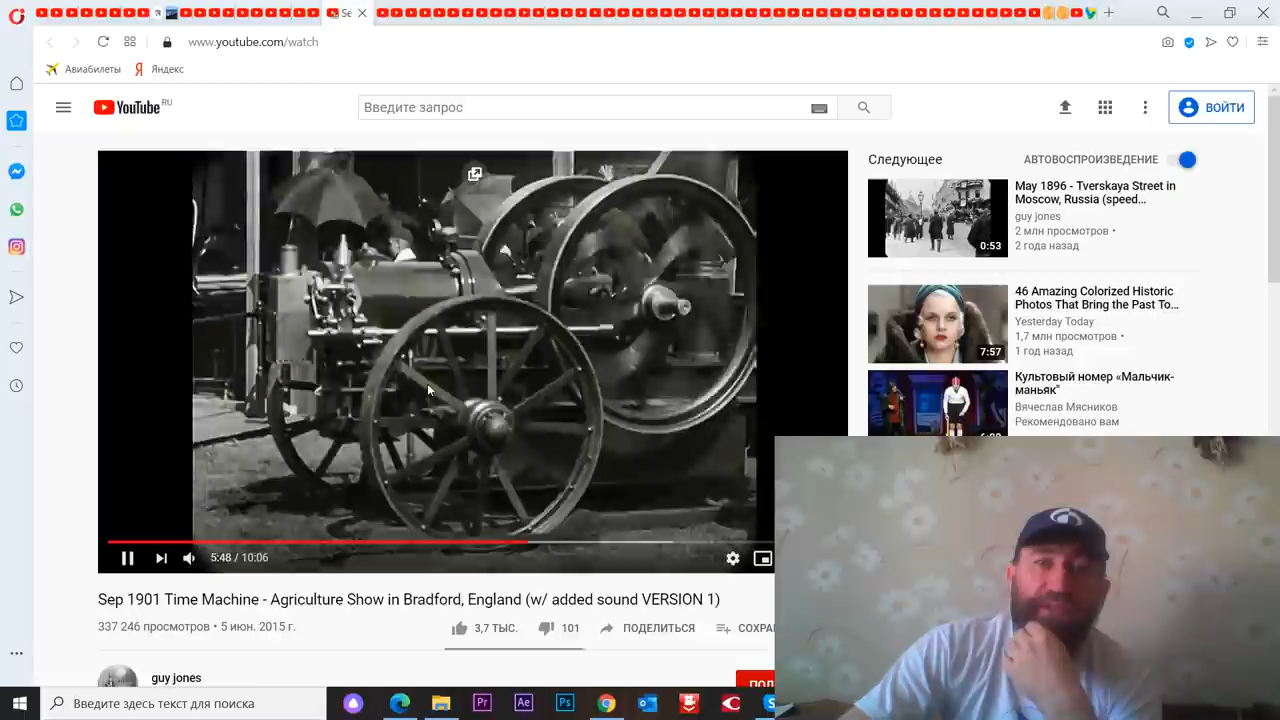 Se
www.youtube.com/watch
Авиабилеты
Яндекс
YouTube RU
Введите запрос
ВОЙТИ
Следующее
АВТОВОСПРОИЗВЕДЕНИЕ
May 1896 - Tverskaya Street in
Moscow, Russia (speed…
guy jones
2 млн просмотров •
2 года назад
0:53
46 Amazing Colorized Historic
Photos That Bring the Past To…
Yesterday Today
1,7 млн просмотров •
1 год назад
7:57
Культовый номер «Мальчик-
маньяк"
Вячеслав Мясников
Рекомендовано вам
5:48 / 10:06
Sep 1901 Time Machine - Agriculture Show in Bradford, England (w/ added sound VERSION 1)
337 246 просмотров • 5 июн. 2015 г.
3,7 ТЫС.
101
ПОДЕЛИТЬСЯ
СОХРА
guy jones
Введите здесь текст для поиска
Pr
Ae
Ps